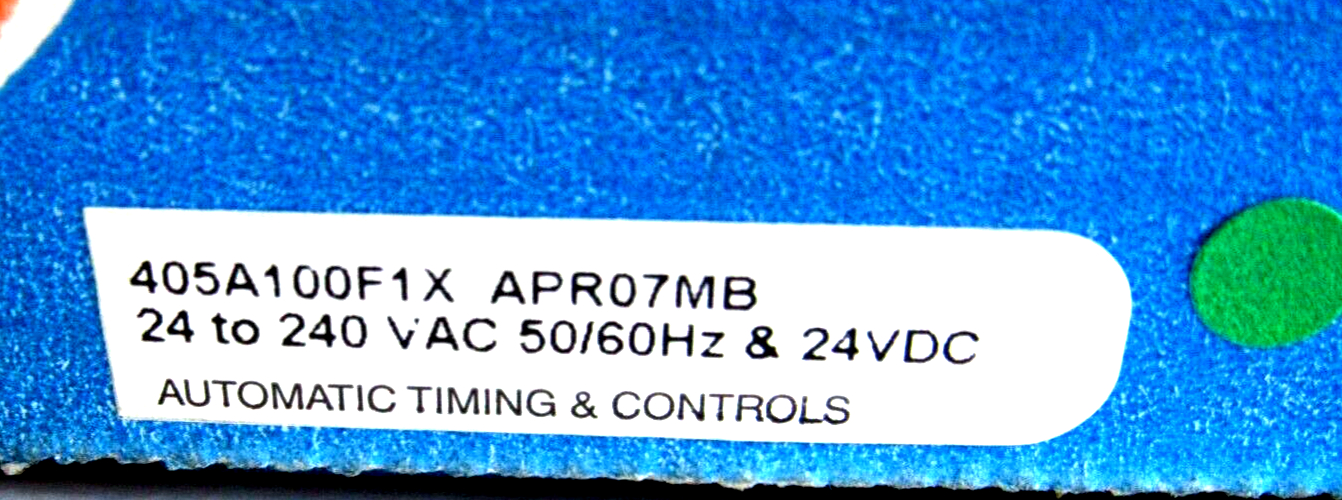 405A100F1X APR07MB
24 to 240 VAC 50/60Hz & 24VDC
AUTOMATIC TIMING & CONTROLS